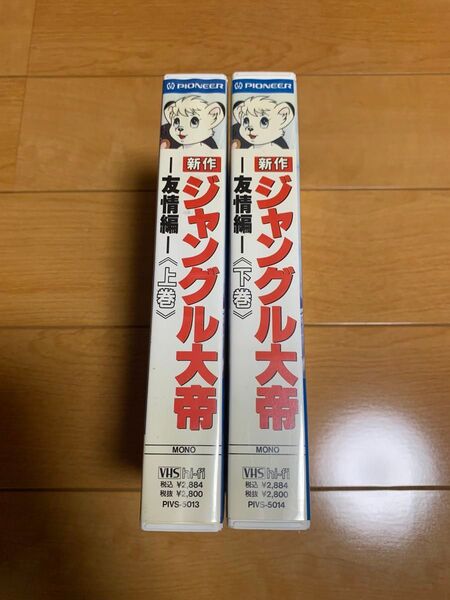 PIONEER
新作
ジャングル大帝
―友情編―
《上巻》
MONO
VHS hi-fi
税込 ¥2,884
税抜 ¥2,800
PIVS-5013
PIONEER
新作
ジャングル大帝
―友情編―
《下巻》
MONO
VHS hi-fi
税込 ¥2,884
税抜 ¥2,800
PIVS-5014